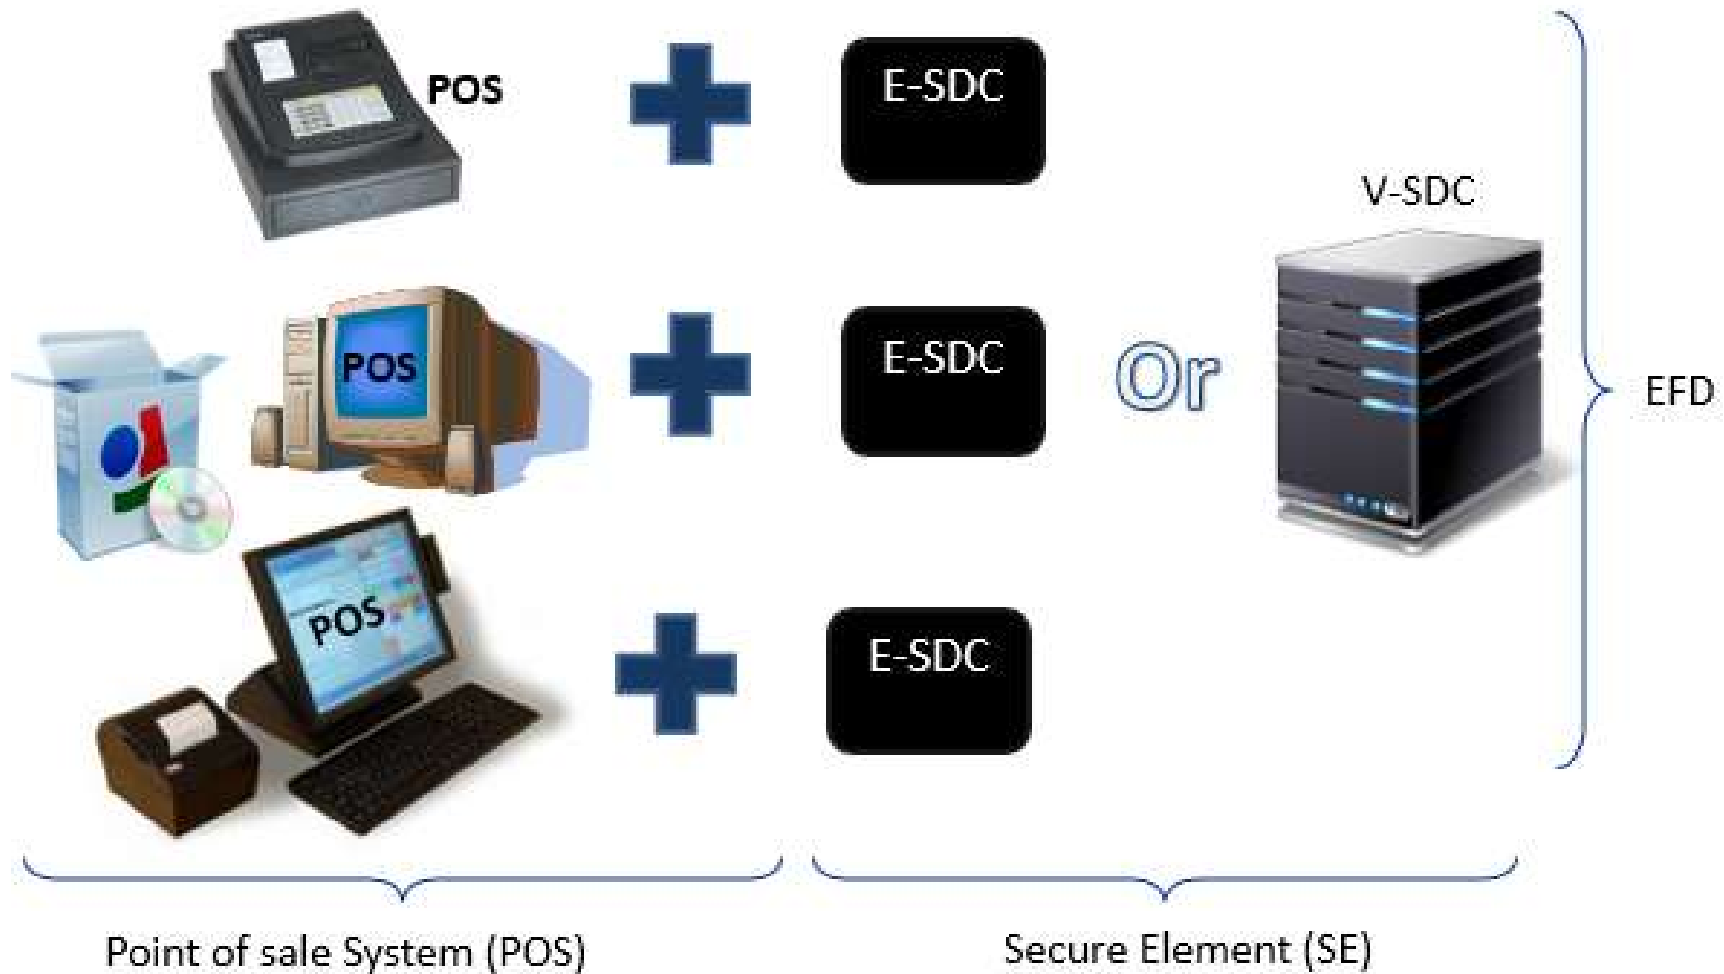 POS
E-SDC
V-SDC
POS
E-SDC
Or
EFD
POS
E-SDC
Point of sale System (POS)
Secure Element (SE)